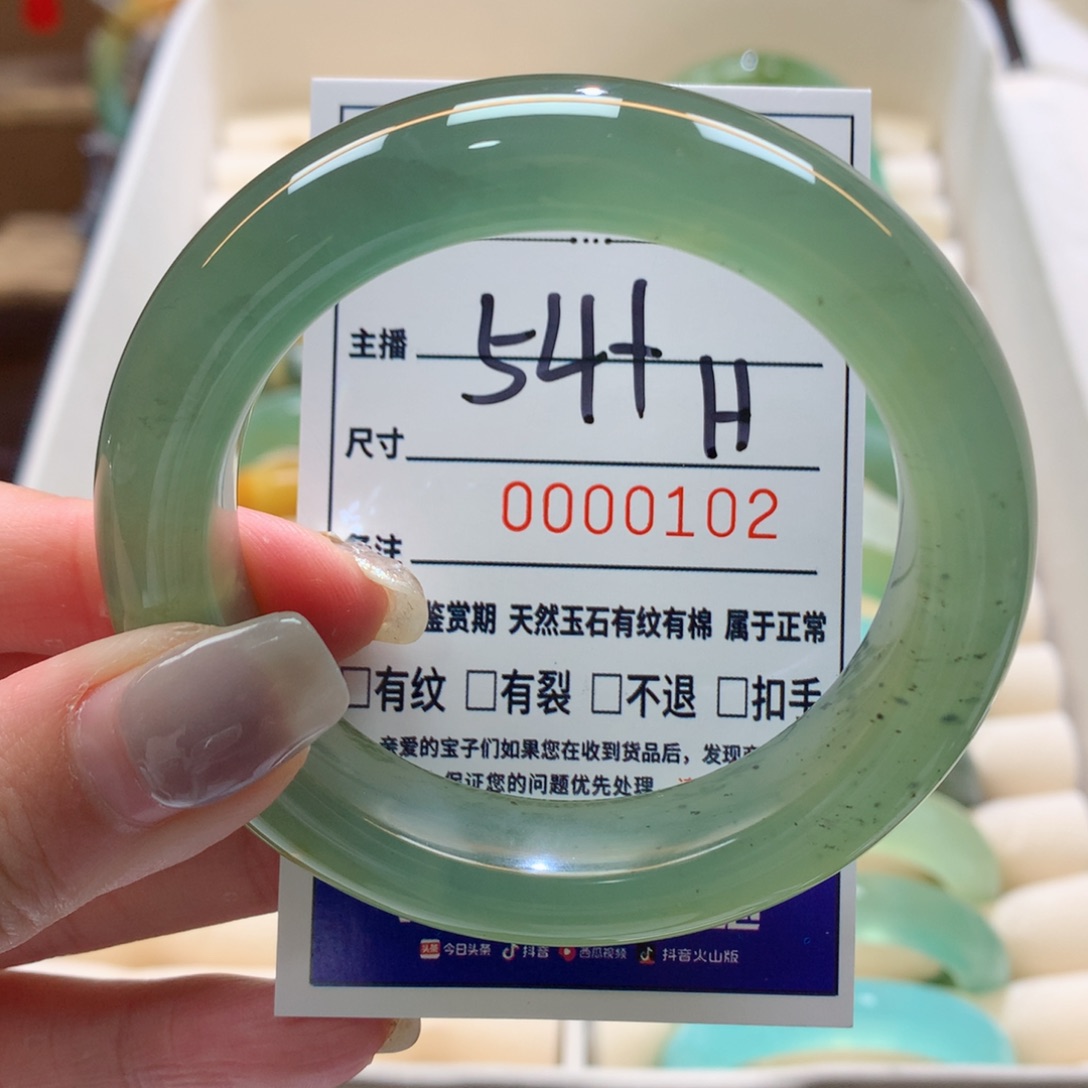 主播 54+
H
尺寸
0000102
备注
鉴赏期 天然玉石有纹有棉 属于正常
□有纹 □有裂 □不退 □扣手
亲爱的宝子们如果您在收到货品后，发现
保证您的问题优先处理
头条 今日头条 抖音 西瓜视频 抖音火山版